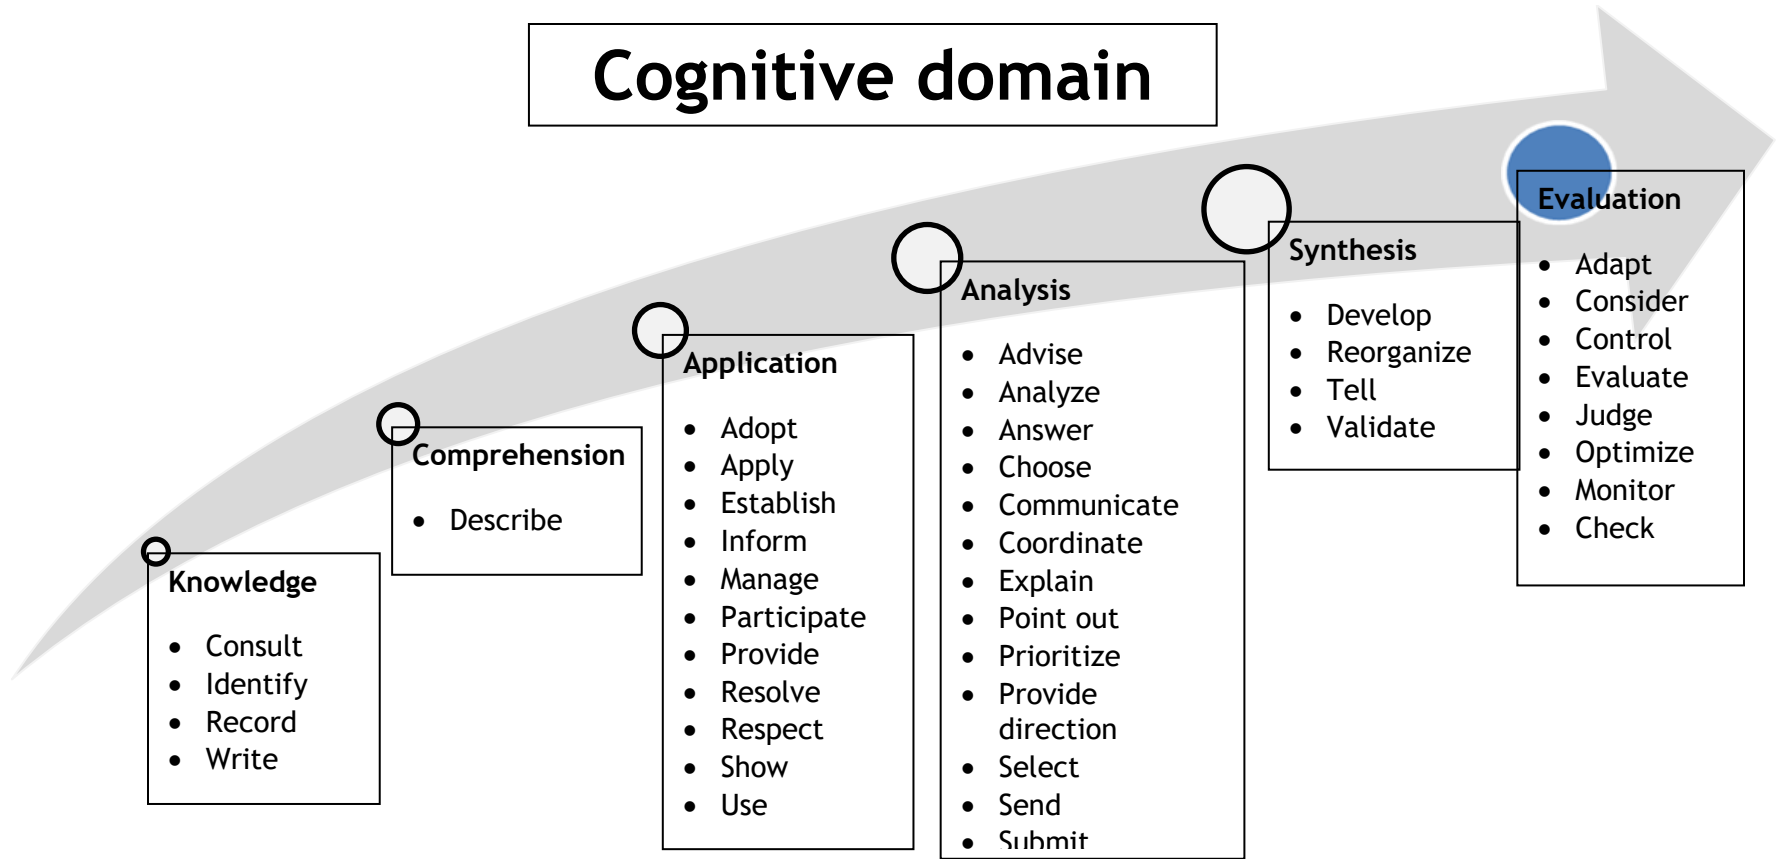 Cognitive domain
Knowledge
• Consult
• Identify
• Record
• Write
Comprehension
• Describe
Application
• Adopt
• Apply
• Establish
• Inform
• Manage
• Participate
• Provide
• Resolve
• Respect
• Show
• Use
Analysis
• Advise
• Analyze
• Answer
• Choose
• Communicate
• Coordinate
• Explain
• Point out
• Prioritize
• Provide
direction
• Select
• Send
• Submit
Synthesis
• Develop
• Reorganize
• Tell
• Validate
Evaluation
• Adapt
• Consider
• Control
• Evaluate
• Judge
• Optimize
• Monitor
• Check